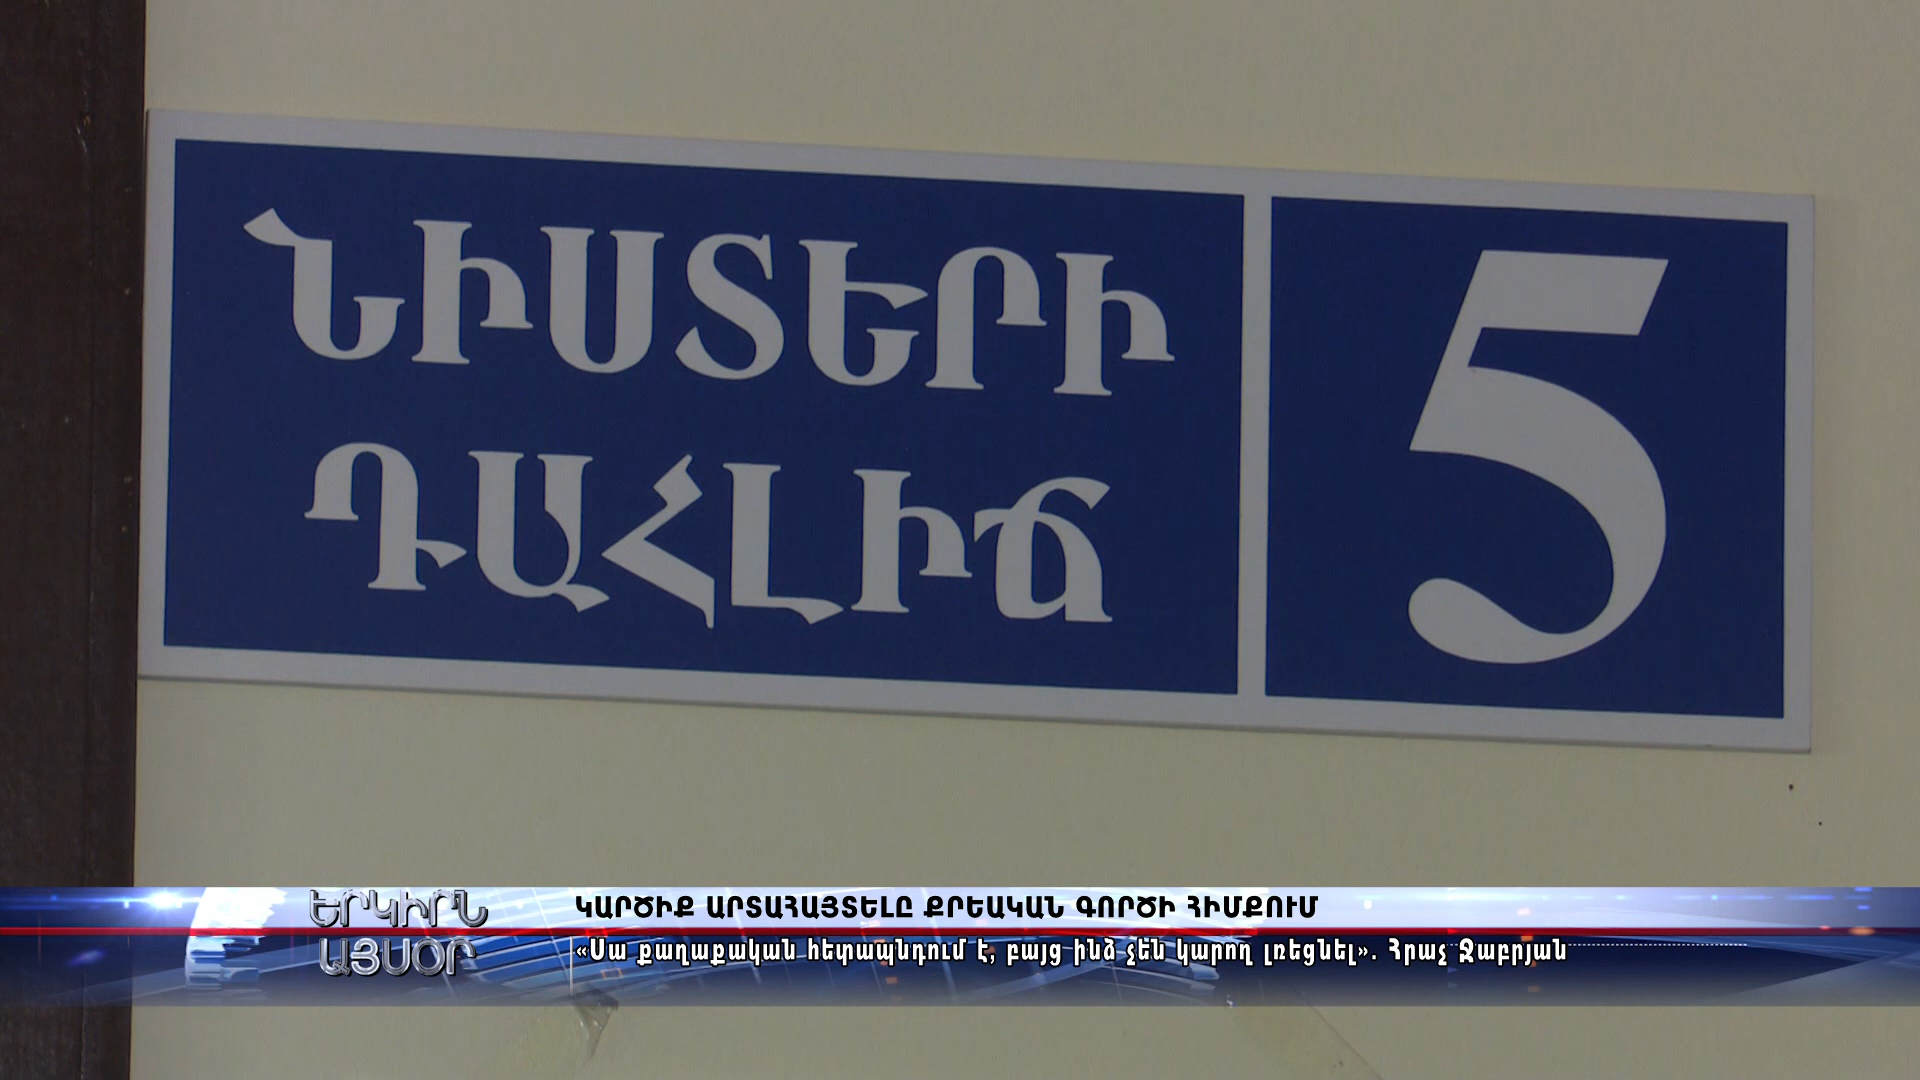 ՆԻՍՏԵՐԻ
ԴԱՀԼԻՃ
5
ԵՐԿԻՐՆ
ԱՅՍՕՐ
ԿԱՐԾԻՔ ԱՐՏԱՀԱՅՏԵԼԸ ՔՐԵԱԿԱՆ ԳՈՐԾԻ ՀԻՄՔՈՒՄ
«Սա քաղաքական հետապնդում է, բայց ինձ չեն կարող լռեցնել». Հրաչ Ջաբրյան